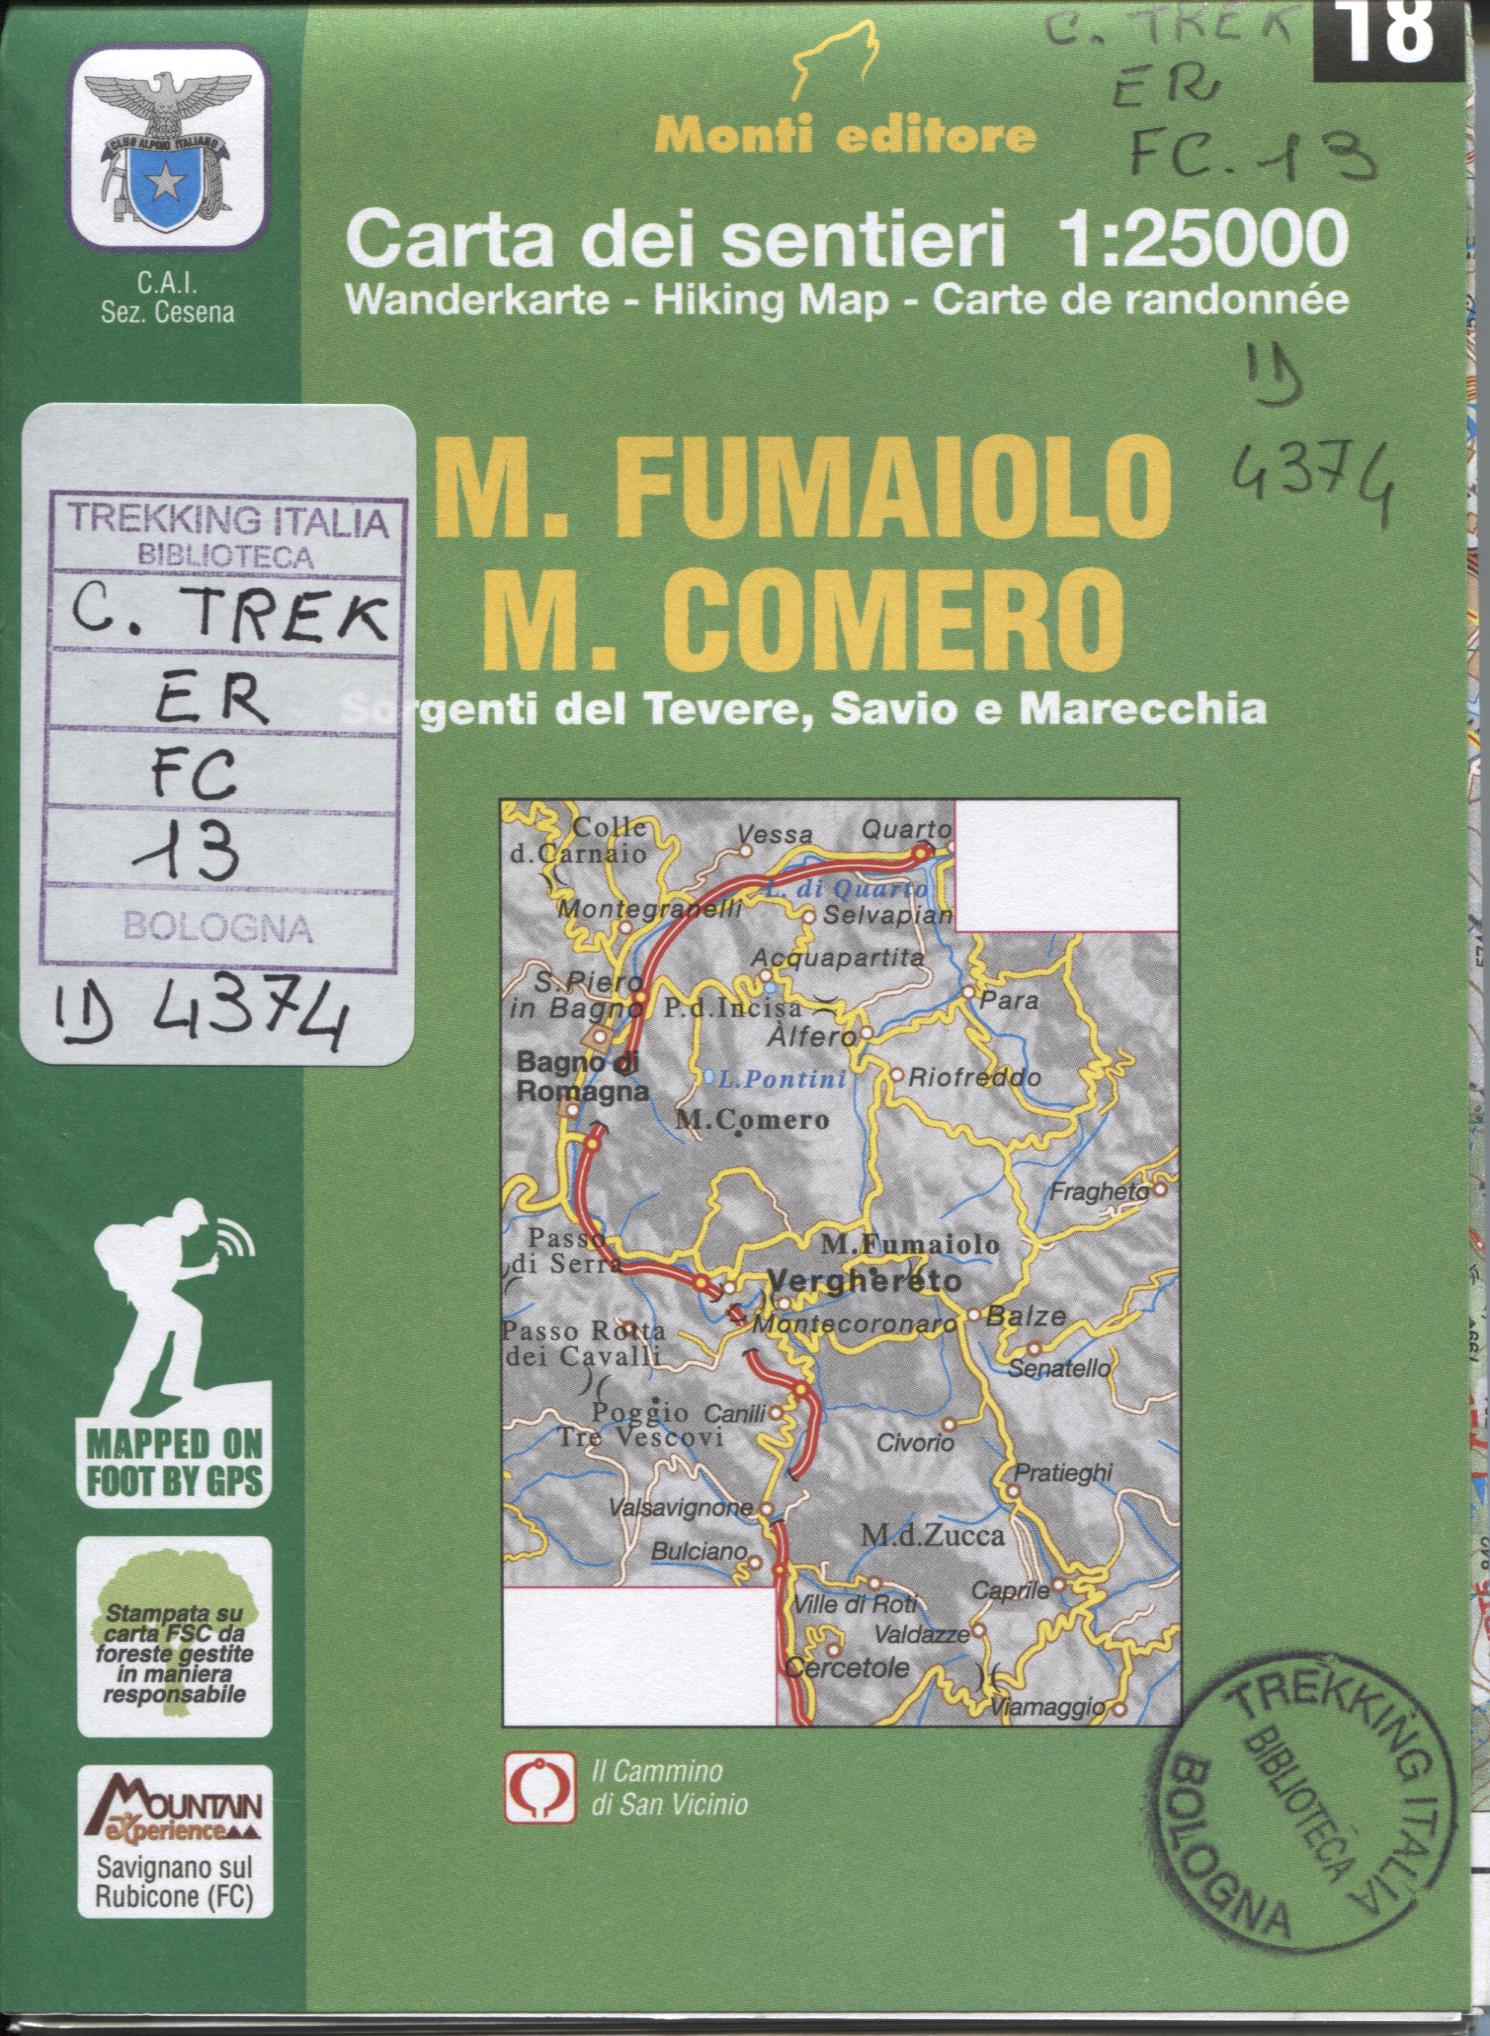 18
C. TREK
ER
FC. 13
Monti editore
CLUB ALPINO ITALIANO
C.A.I.
Sez. Cesena
Carta dei sentieri 1:25000
Wanderkarte - Hiking Map - Carte de randonnée
ID
4374
M. FUMAIOLO
M. COMERO
Sorgenti del Tevere, Savio e Marecchia
TREKKING ITALIA
BIBLIOTECA
C. TREK
ER
FC
13
BOLOGNA
ID 4374
Colle
d.Carnaio
Vessa
Quarto
L. di Quarto
Montegranelli
Selvapian
Acquapartita
S.Piero
in Bagno
P.d.Incisa
Para
Àlfero
Bagno di
Romagna
L.Pontini
Riofreddo
M.Comero
Fragheto
Passo
di Serra
M.Fumaiolo
Verghereto
Balze
Montecoronaro
Passo Rotta
dei Cavalli
Senatello
Poggio
Tre Vescovi
Canili
Civorio
Pratieghi
Valsavignone
M.d.Zucca
Bulciano
Caprile
Ville di Roti
Valdazze
Cercetole
Viamaggio
MAPPED ON
FOOT BY GPS
Stampata su
carta FSC da
foreste gestite
in maniera
responsabile
MOUNTAIN
eXperience
Savignano sul
Rubicone (FC)
Il Cammino
di San Vicinio
TREKKING ITALIA
BIBLIOTECA
BOLOGNA